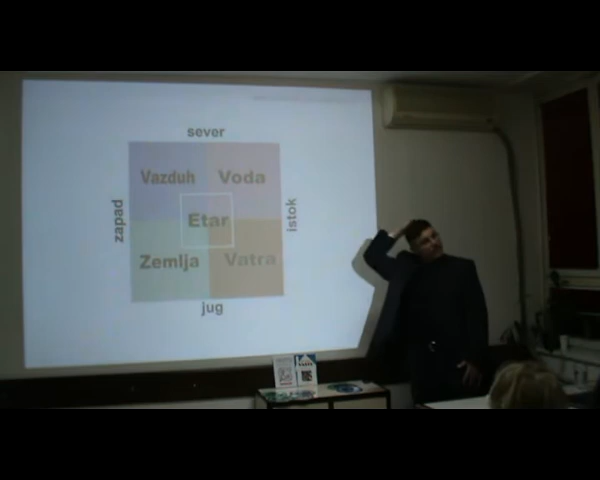 sever
Vazduh Voda
zapad
Etar
istok
Zemlja Vatra
jug